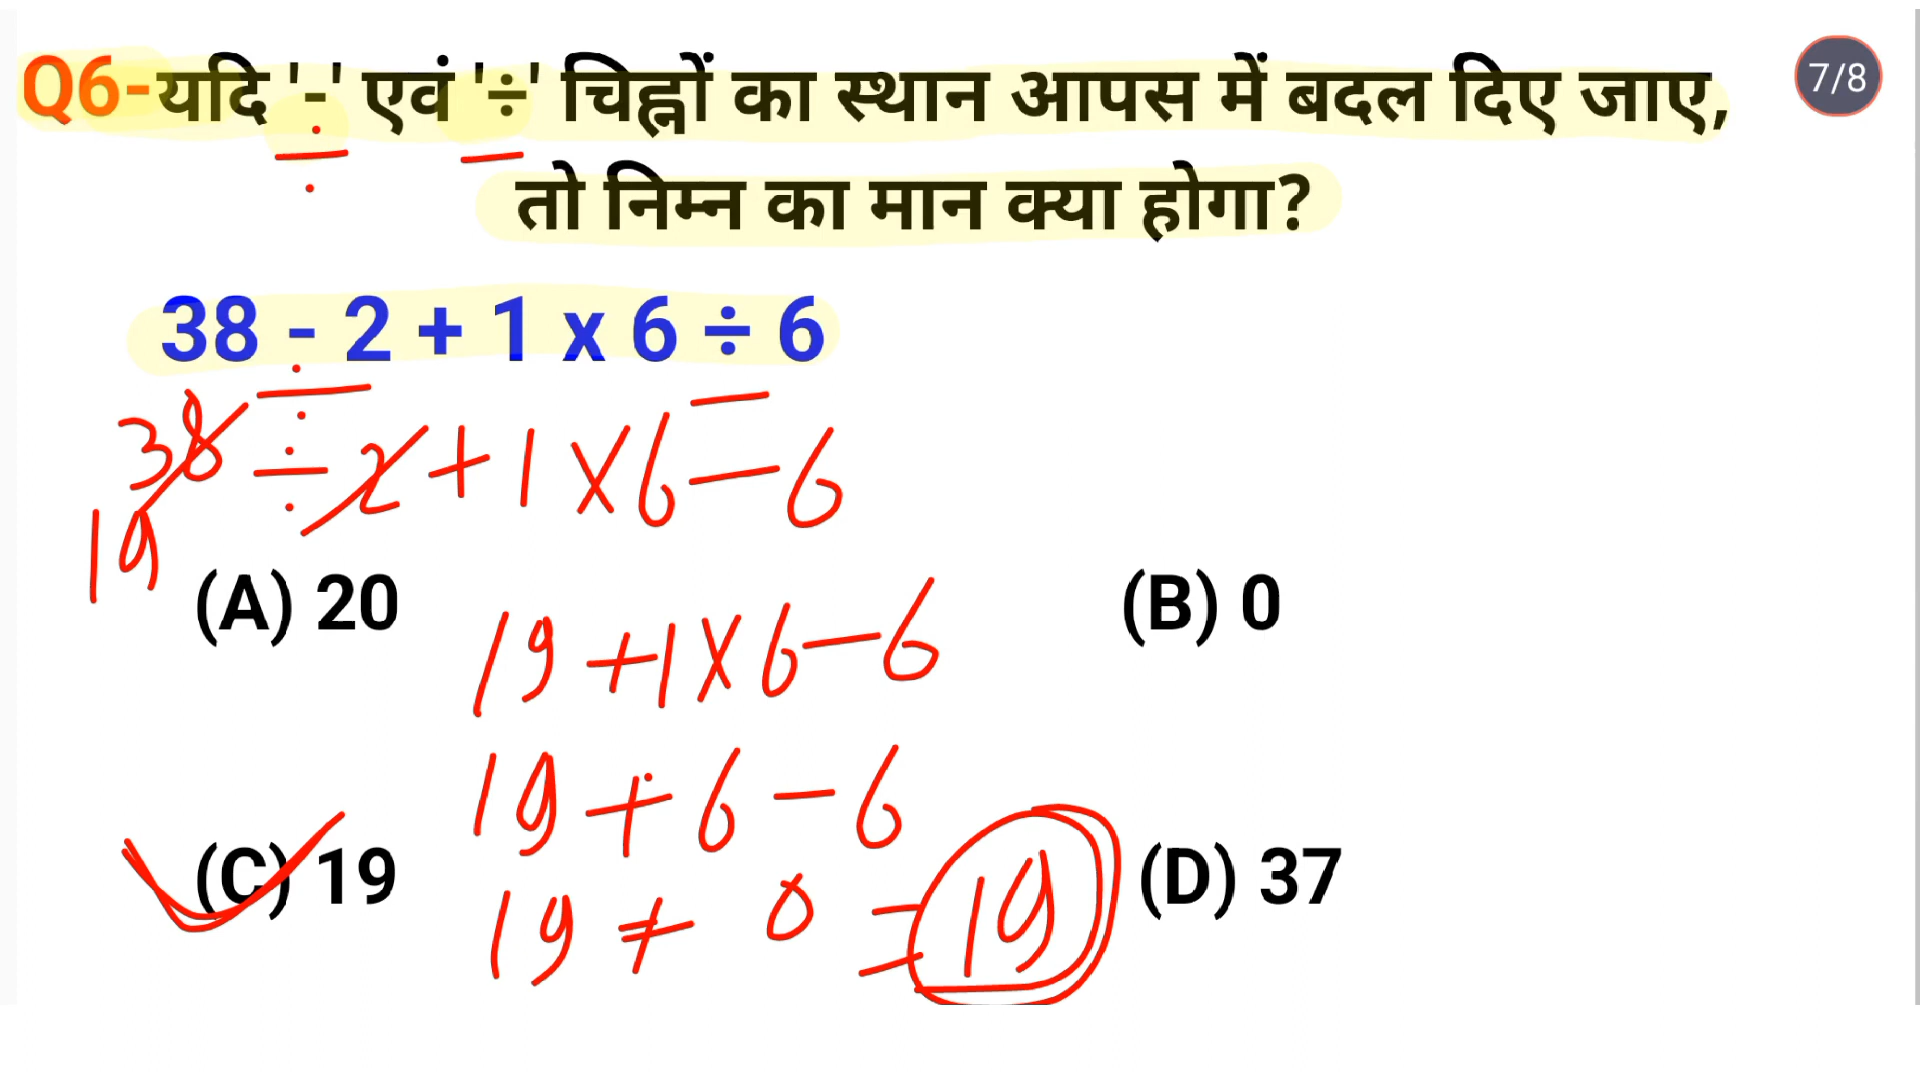 Q6-यदि '-' एवं '÷' चिह्नों का स्थान आपस में बदल दिए जाए,
7/8
तो निम्न का मान क्या होगा?
38 - 2 + 1 x 6 ÷ 6
38 ÷ 2 + 1 × 6 - 6
19
(A) 20
(B) 0
19 + 1 × 6 - 6
19 + 6 - 6
(C) 19
(D) 37
19 + 0 = 19